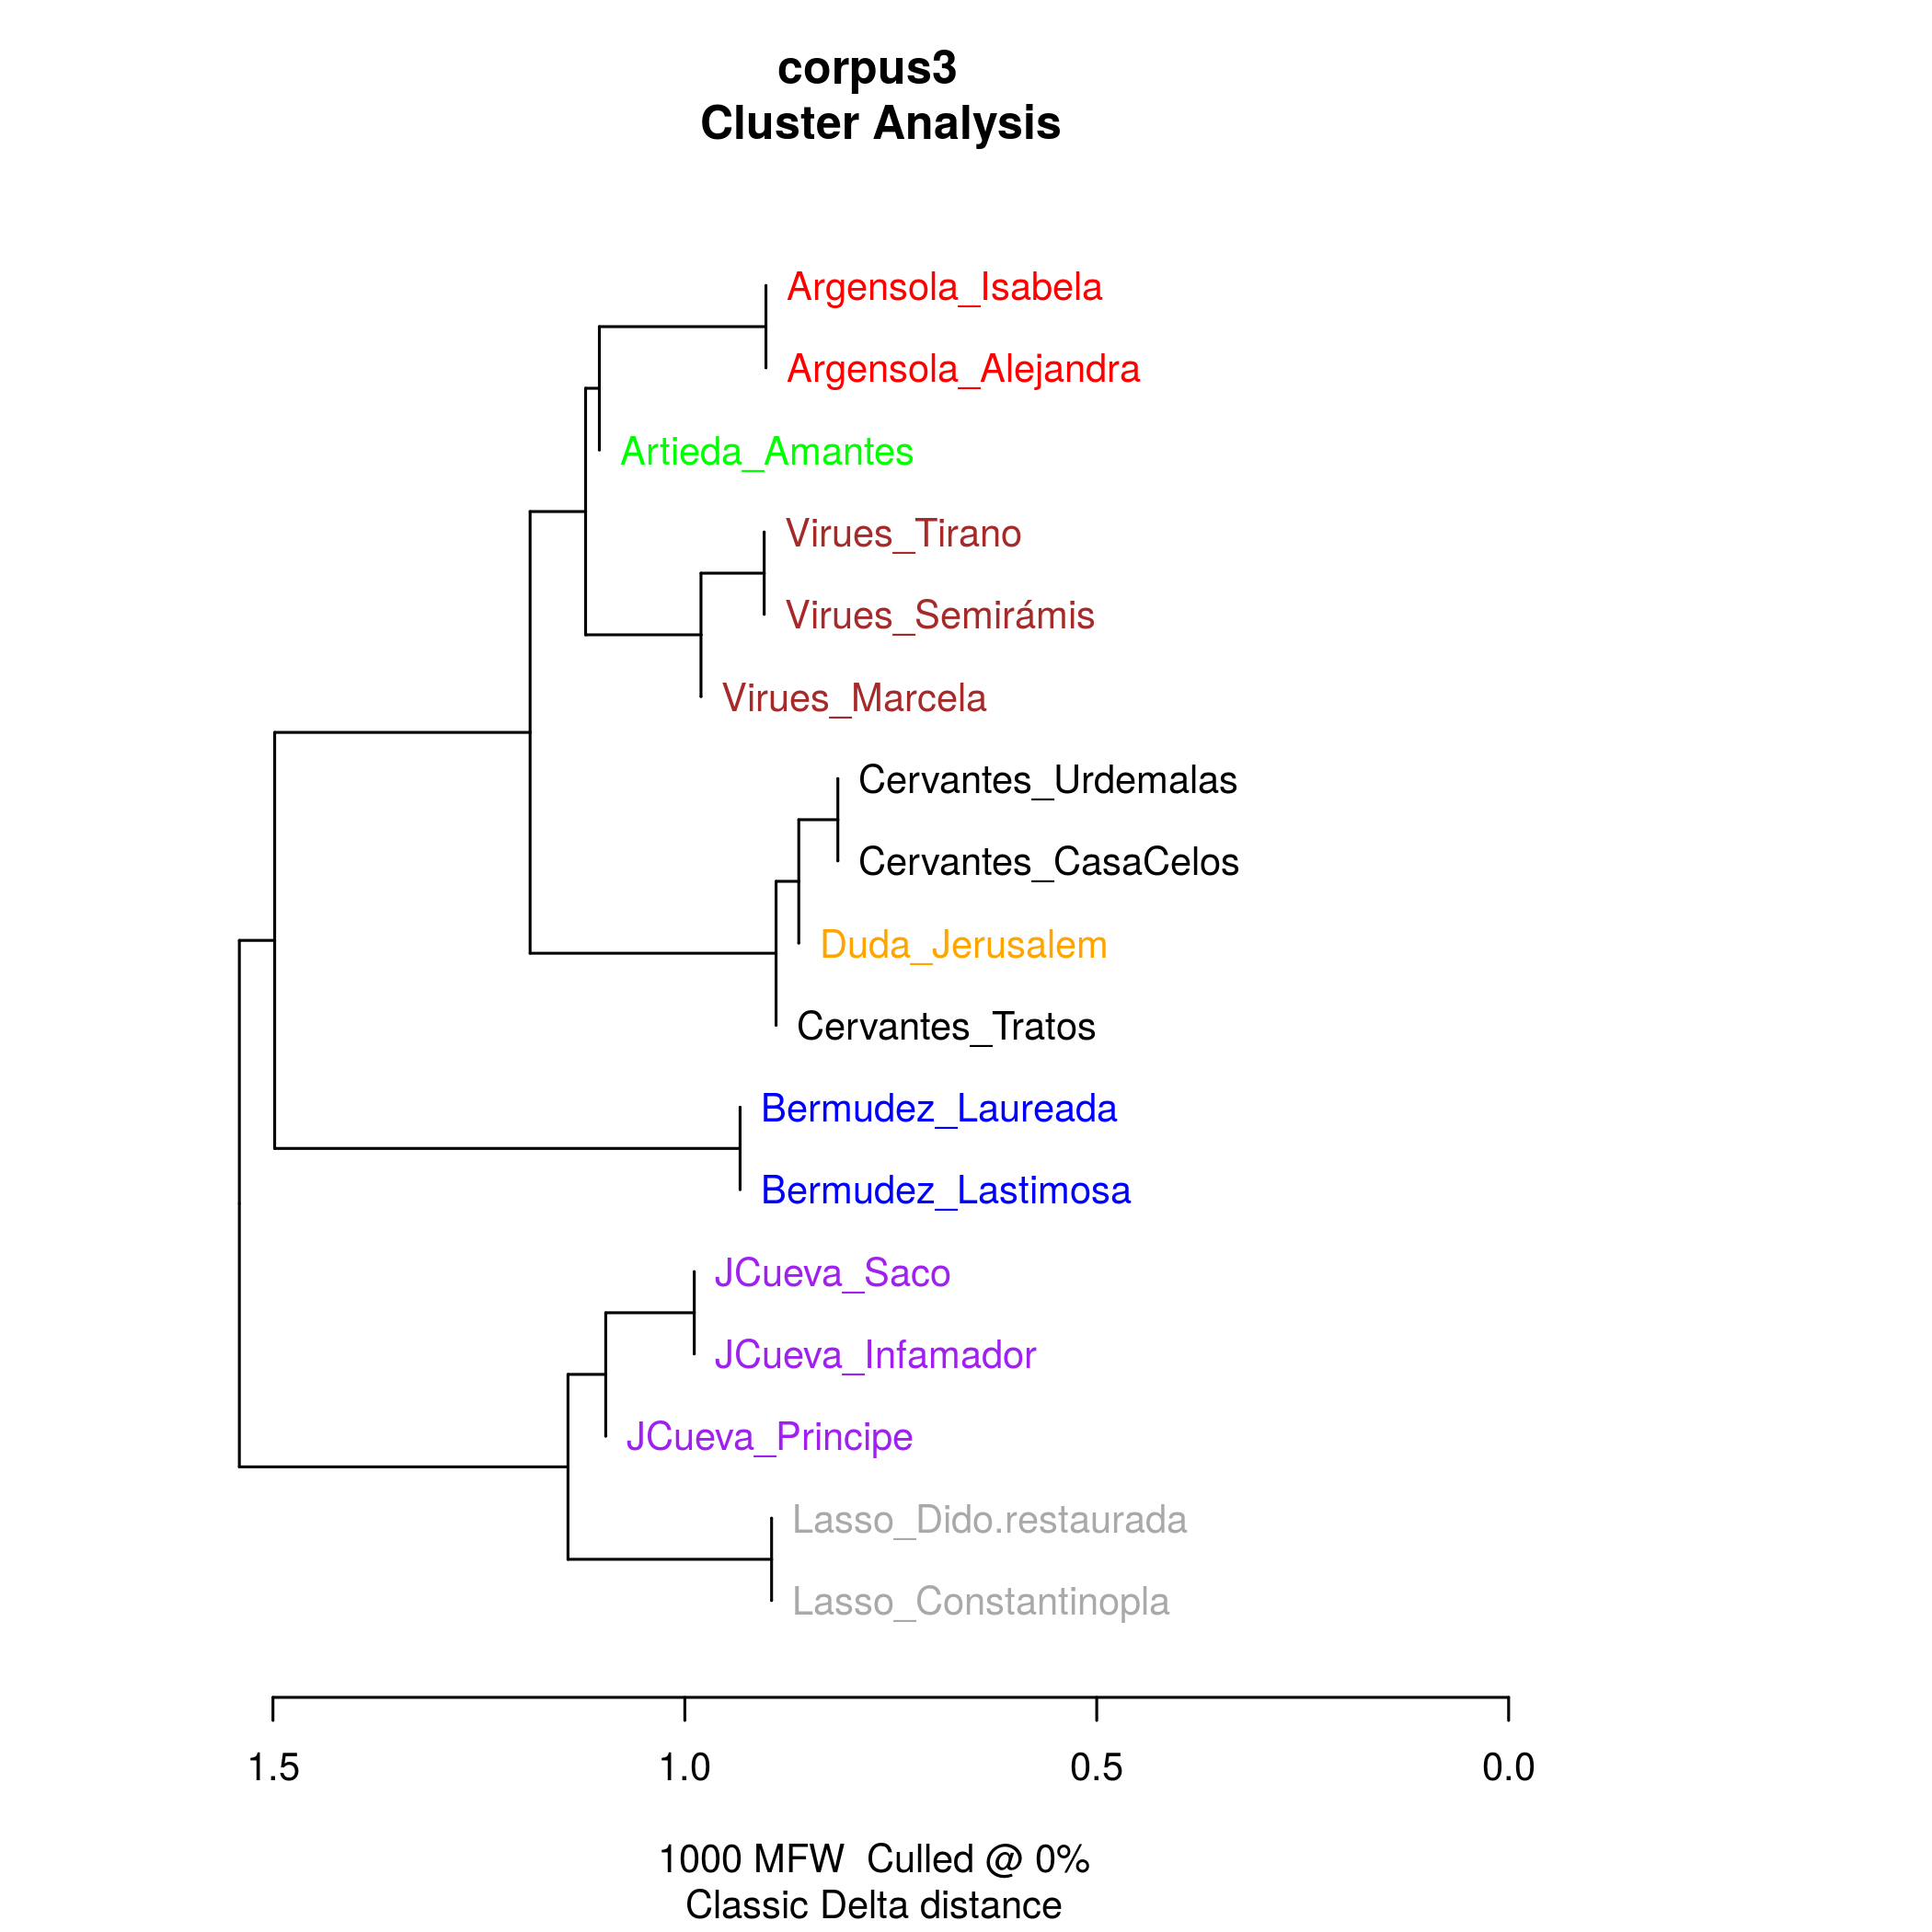 corpus3
Cluster Analysis
Argensola_Isabela
Argensola_Alejandra
Artieda_Amantes
Virues_Tirano
Virues_Semirámis
Virues_Marcela
Cervantes_Urdemalas
Cervantes_CasaCelos
Duda_Jerusalem
Cervantes_Tratos
Bermudez_Laureada
Bermudez_Lastimosa
JCueva_Saco
JCueva_Infamador
JCueva_Principe
Lasso_Dido.restaurada
Lasso_Constantinopla
1.5 1.0 0.5 0.0
1000 MFW  Culled @ 0%
Classic Delta distance